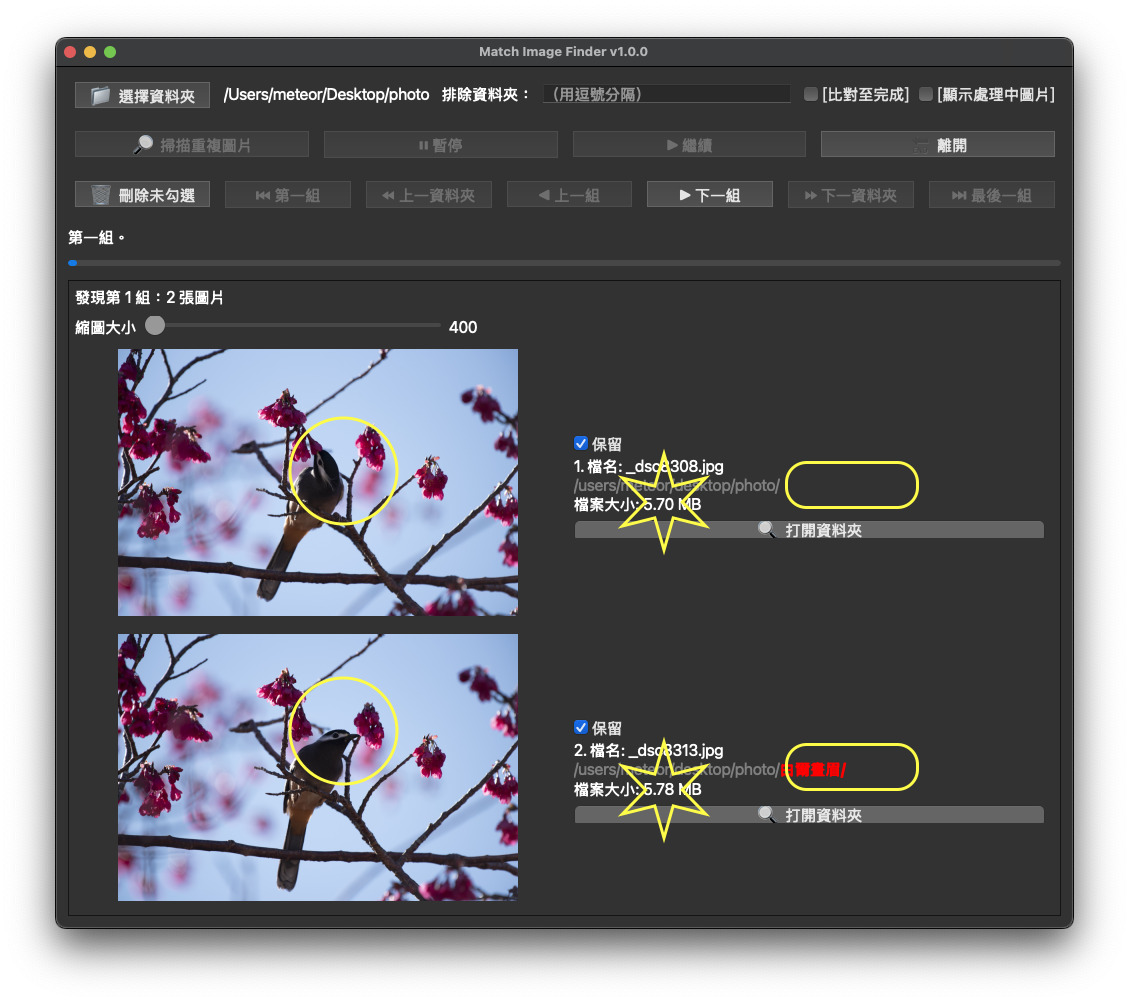 Match Image Finder v1.0.0
選擇資料夾 /Users/meteor/Desktop/photo 排除資料夾： （用逗號分隔） [比對至完成] [顯示處理中圖片]
掃描重複圖片 暫停 繼續 離開
刪除未勾選 第一組 上一資料夾 上一組 下一組 下一資料夾 最後一組
第一組。
發現第 1 組：2 張圖片
縮圖大小 400
保留
1. 檔名: _dsc8308.jpg
/users/meteor/desktop/photo/
檔案大小: 5.70 MB
打開資料夾
保留
2. 檔名: _dsc8313.jpg
/users/meteor/desktop/photo/白耳畫眉/
檔案大小: 5.78 MB
打開資料夾